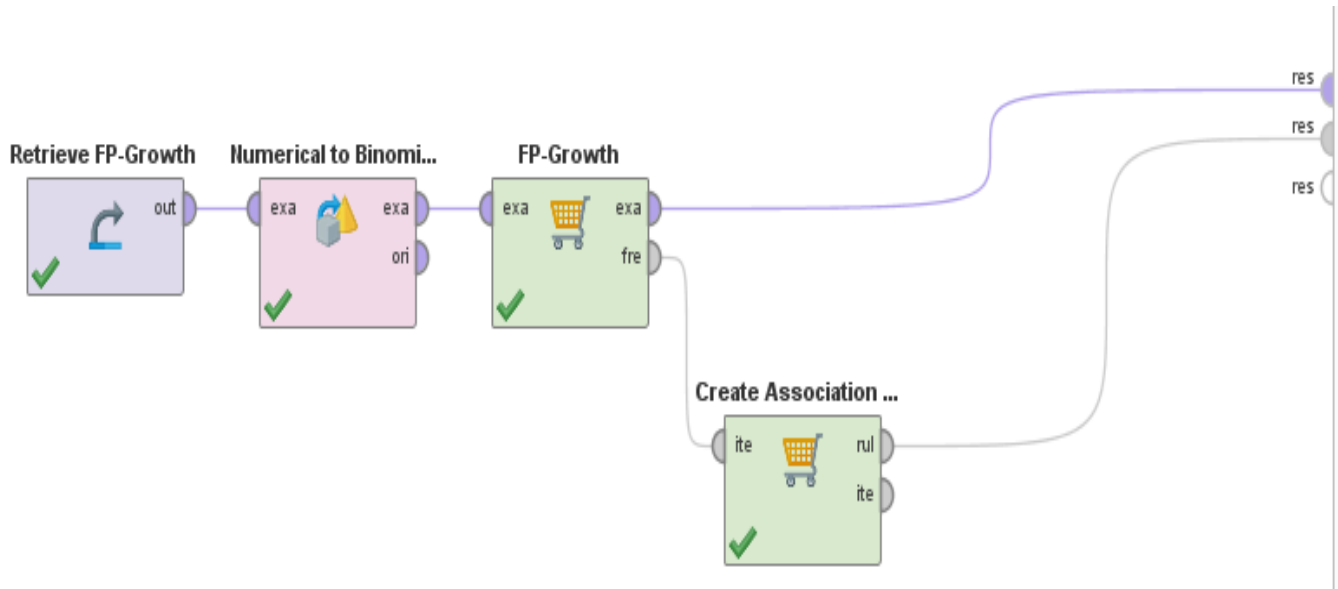 res
res
Retrieve FP-Growth
Numerical to Binomi...
FP-Growth
res
out
exa
exa
exa
exa
ori
fre
Create Association ...
ite
rul
ite